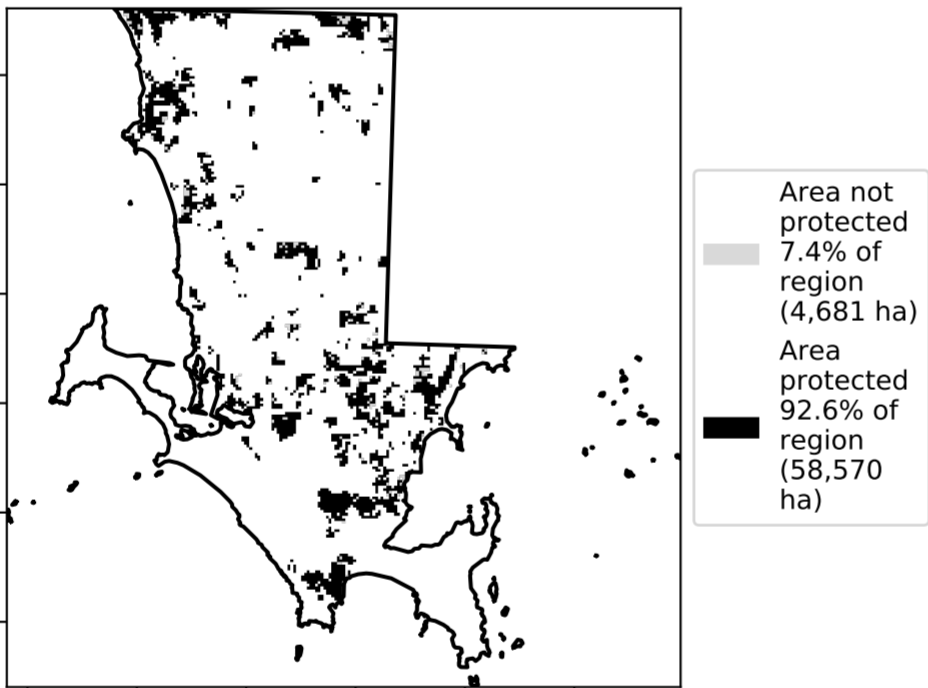 Area not
protected
7.4% of
region
(4,681 ha)
Area
protected
92.6% of
region
(58,570
ha)